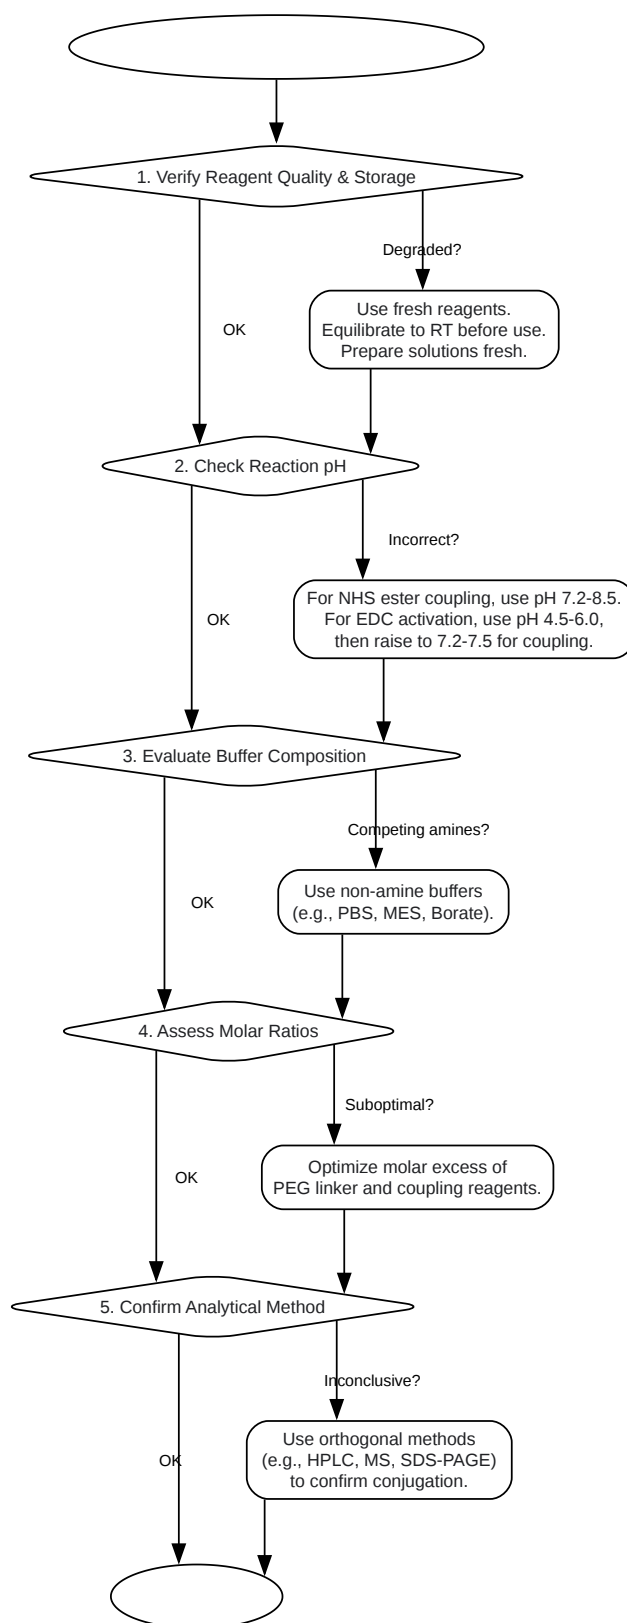 1. Verify Reagent Quality & Storage
Degraded?
Use fresh reagents.
Equilibrate to RT before use.
Prepare solutions fresh.
OK
2. Check Reaction pH
Incorrect?
For NHS ester coupling, use pH 7.2-8.5.
For EDC activation, use pH 4.5-6.0,
then raise to 7.2-7.5 for coupling.
OK
3. Evaluate Buffer Composition
Competing amines?
Use non-amine buffers
(e.g., PBS, MES, Borate).
OK
4. Assess Molar Ratios
Suboptimal?
Optimize molar excess of
PEG linker and coupling reagents.
OK
5. Confirm Analytical Method
Inconclusive?
Use orthogonal methods
(e.g., HPLC, MS, SDS-PAGE)
to confirm conjugation.
OK